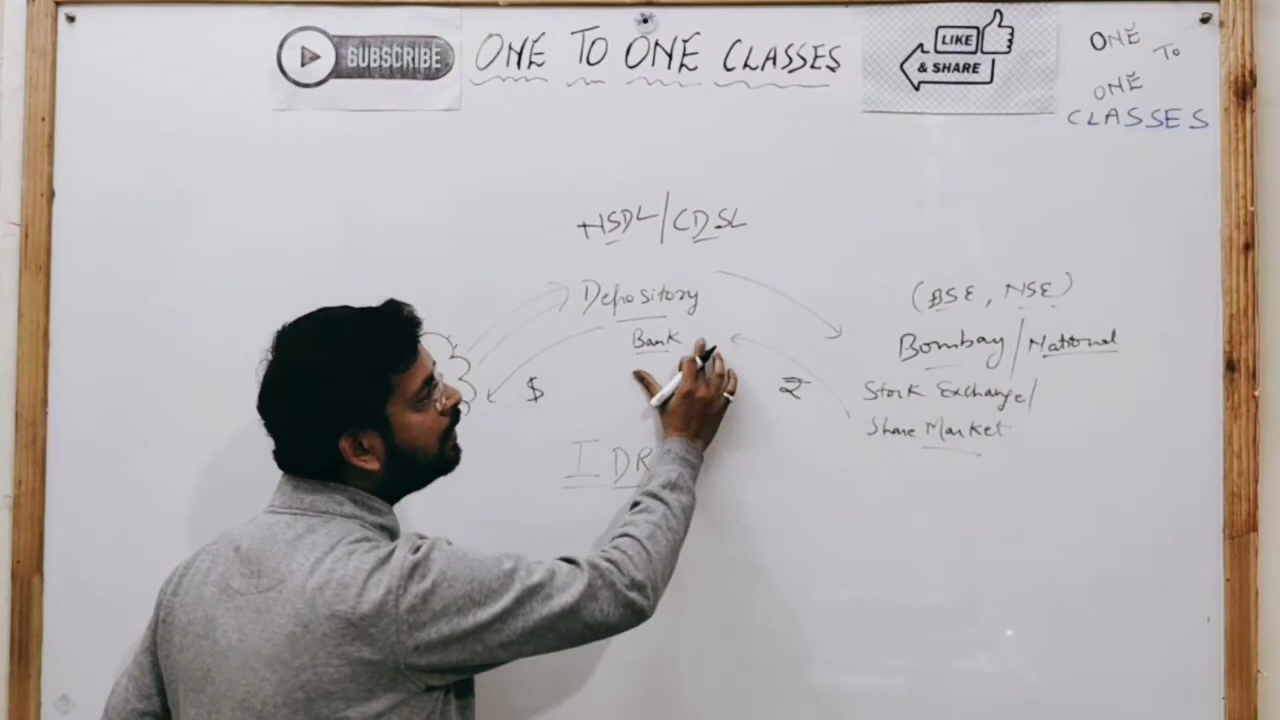 SUBSCRIBE
ONE TO ONE CLASSES
LIKE
& SHARE
ONE
TO
ONE
CLASSES
NSDL/CDSL
Depository
Bank
$
₹
(BSE, NSE)
Bombay/National
Stock Exchange/
Share Market
IDR